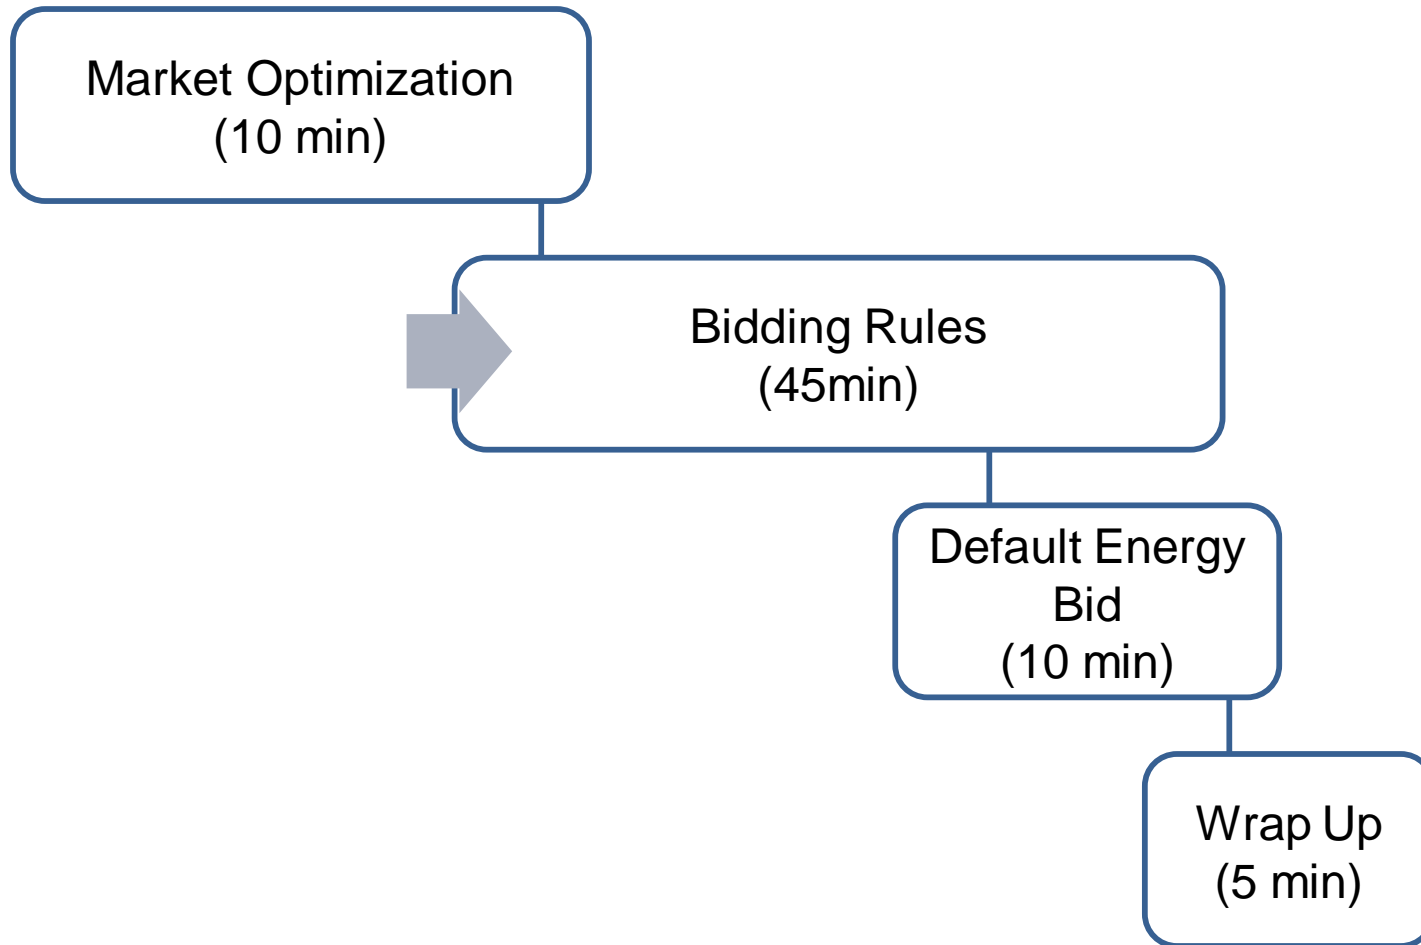 Market Optimization
(10 min)
Bidding Rules
(45min)
Default Energy
Bid
(10 min)
Wrap Up
(5 min)